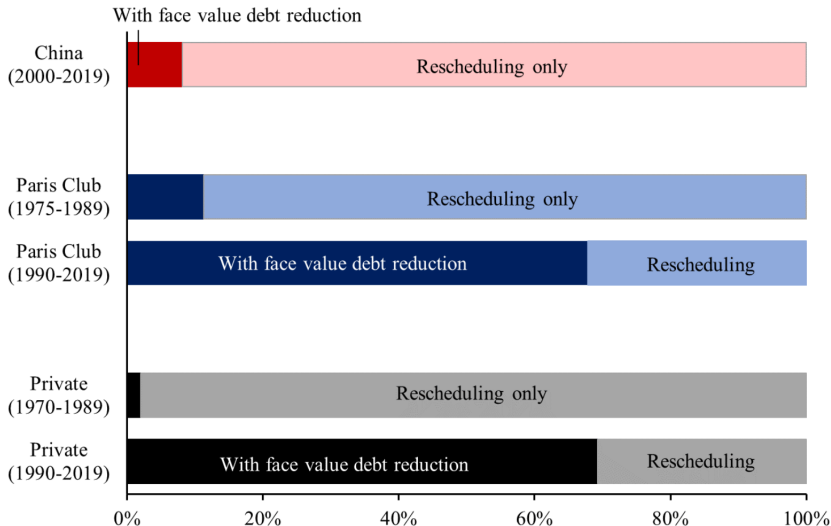 With face value debt reduction
China
(2000-2019)
Rescheduling only
Paris Club
(1975-1989)
Rescheduling only
Paris Club
(1990-2019)
With face value debt reduction
Rescheduling
Private
(1970-1989)
Rescheduling only
Private
(1990-2019)
With face value debt reduction
Rescheduling
0% 20% 40% 60% 80% 100%